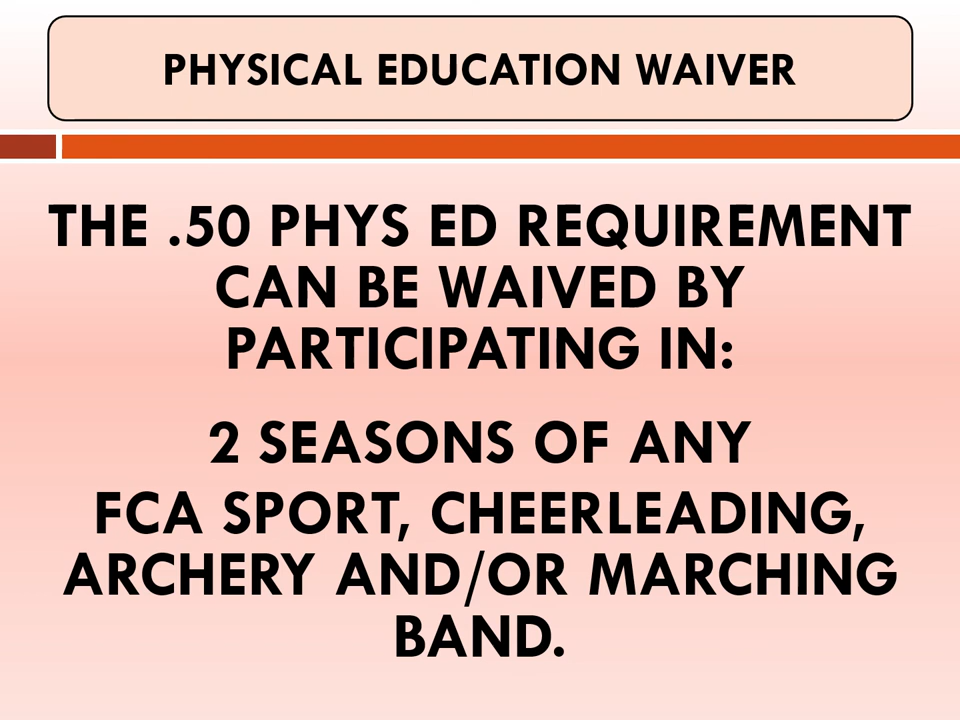 PHYSICAL EDUCATION WAIVER
THE .50 PHYS ED REQUIREMENT
CAN BE WAIVED BY
PARTICIPATING IN:
2 SEASONS OF ANY
FCA SPORT, CHEERLEADING,
ARCHERY AND/OR MARCHING
BAND.